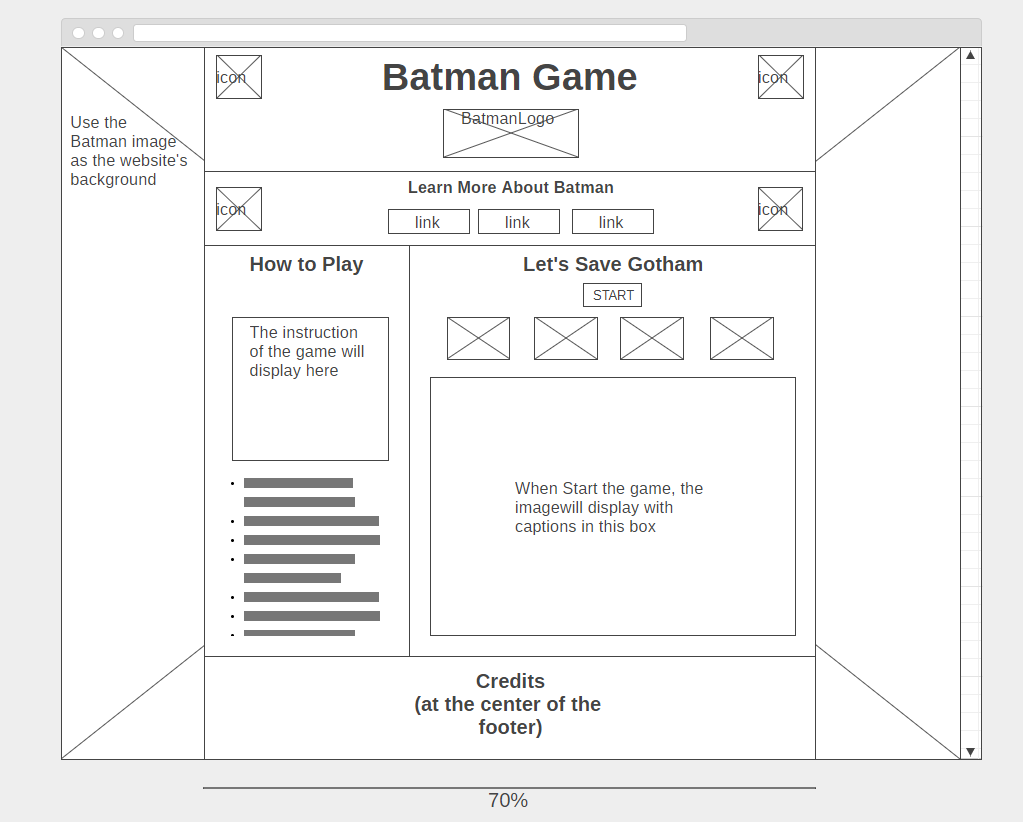 icon
Batman Game
icon
BatmanLogo
Use the
Batman image
as the website's
background
Learn More About Batman
icon
link
link
link
icon
How to Play
The instruction
of the game will
display here
Let's Save Gotham
START
When Start the game, the
imagewill display with
captions in this box
Credits
(at the center of the
footer)
70%